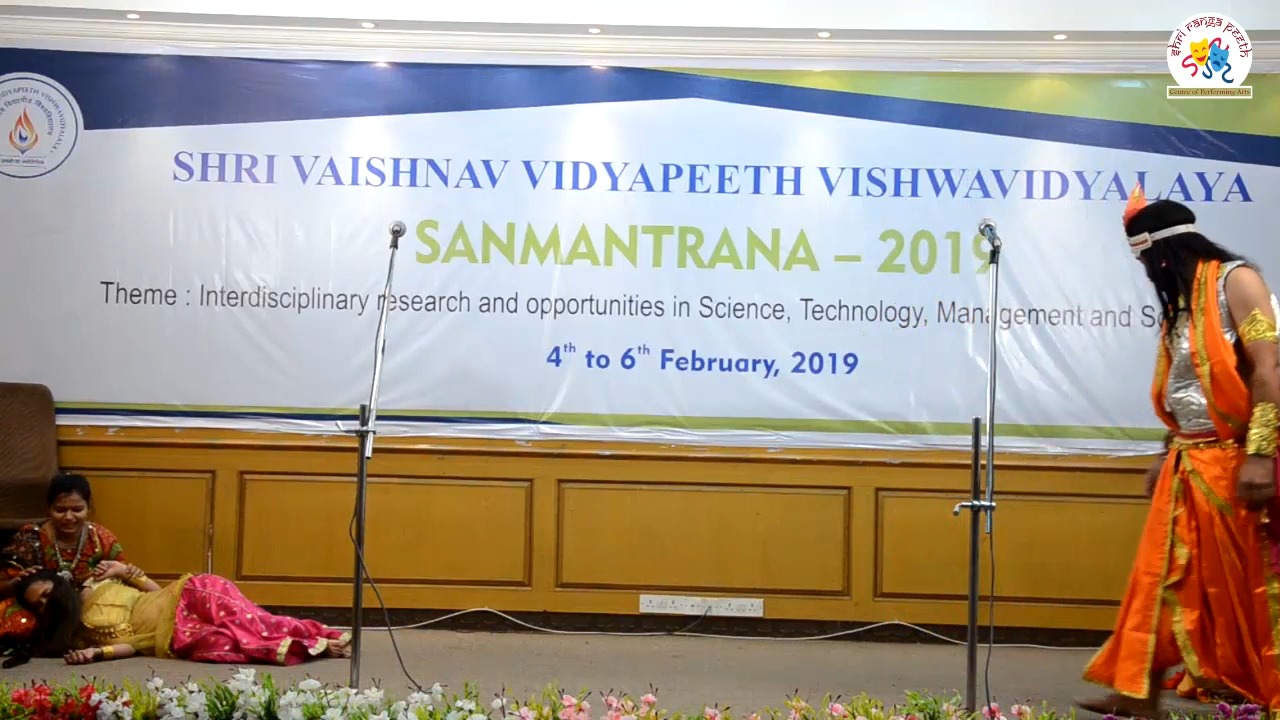 SHRI RANGA PEETH
Centre of Performing Arts
SHRI VAISHNAV VIDYAPEETH VISHWAVIDYALAYA
SANMANTRANA – 2019
Theme : Interdisciplinary research and opportunities in Science, Technology, Management and
4th to 6th February, 2019